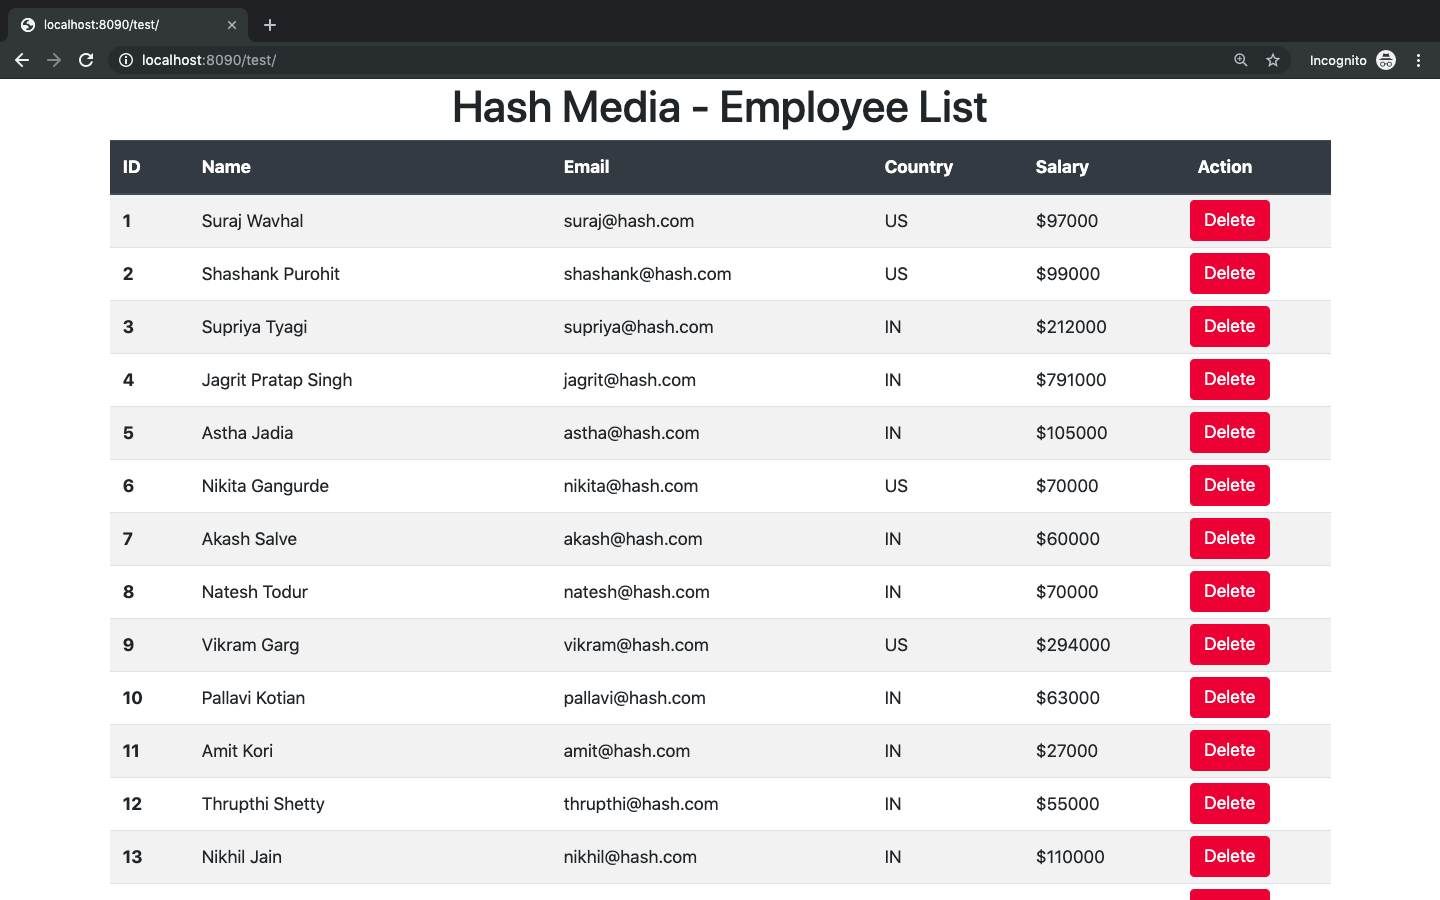 localhost:8090/test/
localhost:8090/test/ Incognito
Hash Media - Employee List
ID Name Email Country Salary Action
1 Suraj Wavhal suraj@hash.com US $97000 Delete
2 Shashank Purohit shashank@hash.com US $99000 Delete
3 Supriya Tyagi supriya@hash.com IN $212000 Delete
4 Jagrit Pratap Singh jagrit@hash.com IN $791000 Delete
5 Astha Jadia astha@hash.com IN $105000 Delete
6 Nikita Gangurde nikita@hash.com US $70000 Delete
7 Akash Salve akash@hash.com IN $60000 Delete
8 Natesh Todur natesh@hash.com IN $70000 Delete
9 Vikram Garg vikram@hash.com US $294000 Delete
10 Pallavi Kotian pallavi@hash.com IN $63000 Delete
11 Amit Kori amit@hash.com IN $27000 Delete
12 Thrupthi Shetty thrupthi@hash.com IN $55000 Delete
13 Nikhil Jain nikhil@hash.com IN $110000 Delete